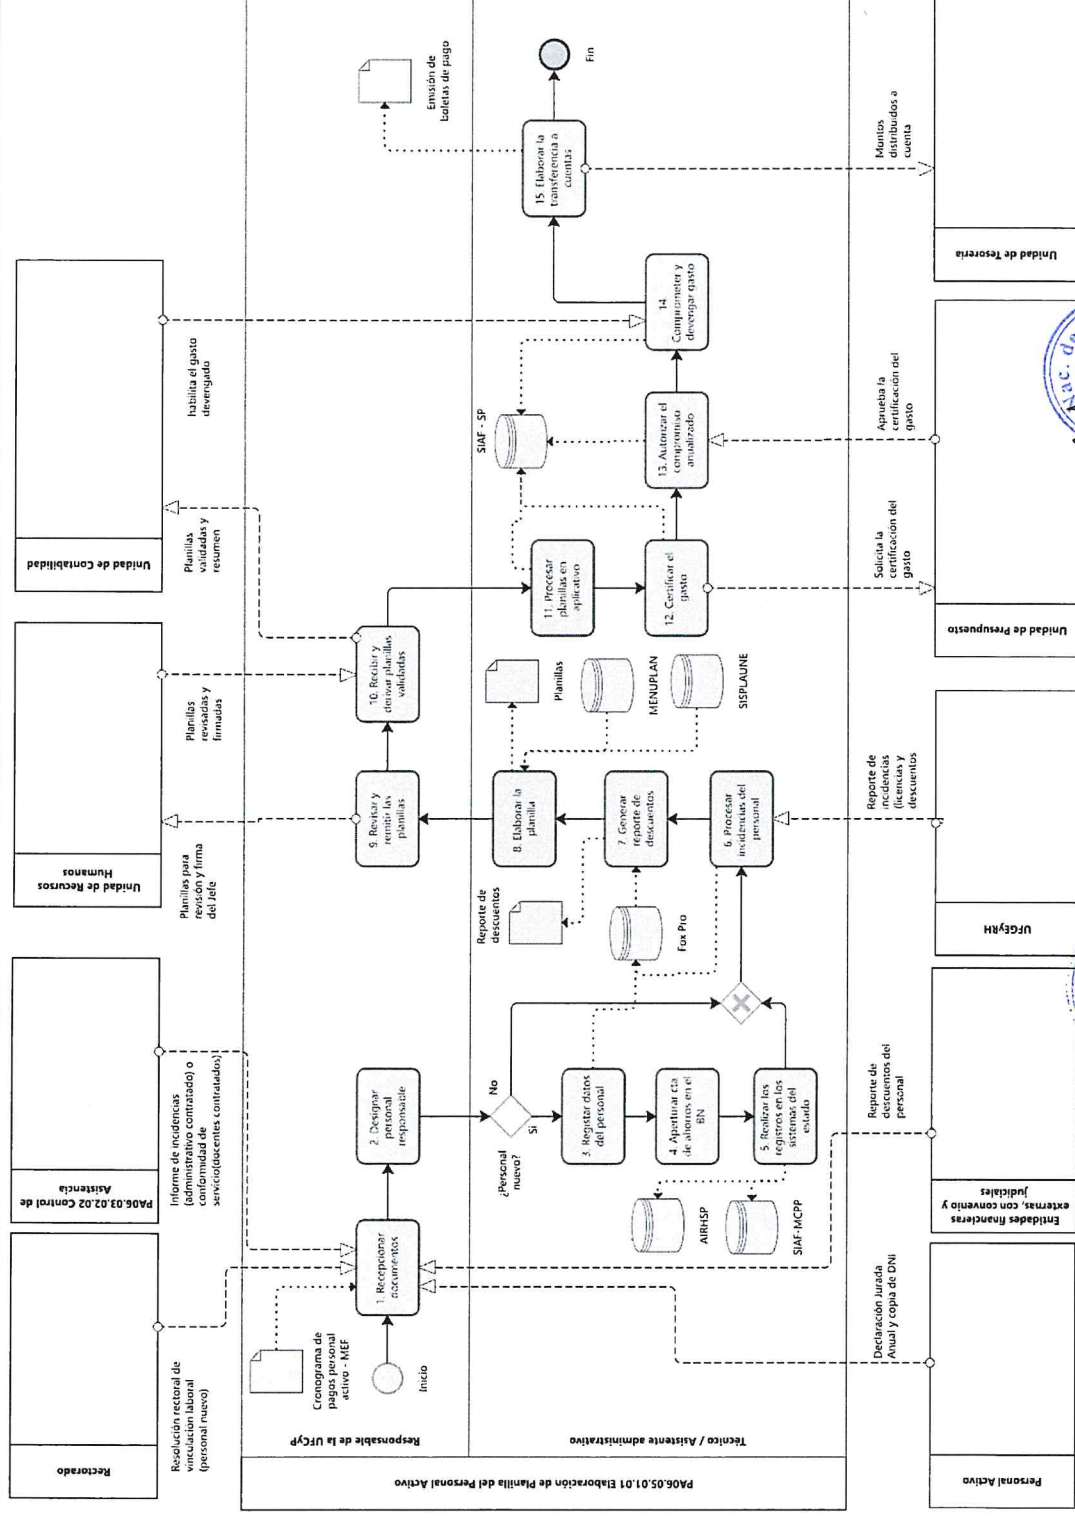 Rectorado
Resolución rectoral de
vinculacion laboral
(personal nuevo)
PA06.03.02.02 Control de
Asistencia
Informe de incidencias
(administrativo contratado) o
conformidad de
servicio(docentes contratados)
Unidad de Recursos
Humanos
Planillas para
revisión y firma
del Jefe
Planillas
revisadas y
firmadas
Unidad de Contabilidad
Planillas
validadas y
resumen
habilita el gasto
devengado
PA06.06.05.01.01 Elaboración de Planilla del Personal Activo
Responsable de la UFCyP
Cronograma de
pagos personal
activo - MEF
Inicio
1. Recepcionar
documentos
2. Designar
personal
responsable
9. Revisar y
remitir las
planillas
10. Recibir y
derivar planillas
validadas
Emisión de
boletas de pago
Técnico / Asistente administrativo
¿Personal
nuevo?
No
Si
3. Registar datos
del personal
4. Aperturar cta
de ahorros en el
BN
5. Realizar los
registros en los
sistemas del
estado
AIRHSP
SIAF-MCPP
Reporte de
descuentos
Fox Pro
6. Procesar
incidencias del
personal
7. Generar
reporte de
descuentos
8. Elaborar la
planilla
Planillas
MENUPLAN
SISPLAUNE
11. Procesar
planillas en
aplicativo
12. Certificar el
gasto
SIAF - SP
13. Autorizar el
compromiso
anualizado
14.
Comprometer y
devengar gasto
15. Elaborar la
transferencia a
cuentas
Fin
Personal Activo
Declaración Jurada
Anual y copia de DNI
Entidades financieras
externas, con convenio y
judiciales
Reporte de
descuentos del
personal
UFGEyRH
Reporte de
incidencias
(licencias y
descuentos
Unidad de Presupuesto
Solicita la
certificación del
gasto
Aprueba la
certificación del
gasto
Unidad de Tesoreria
Montos
distribuidos a
cuenta
Nac. de